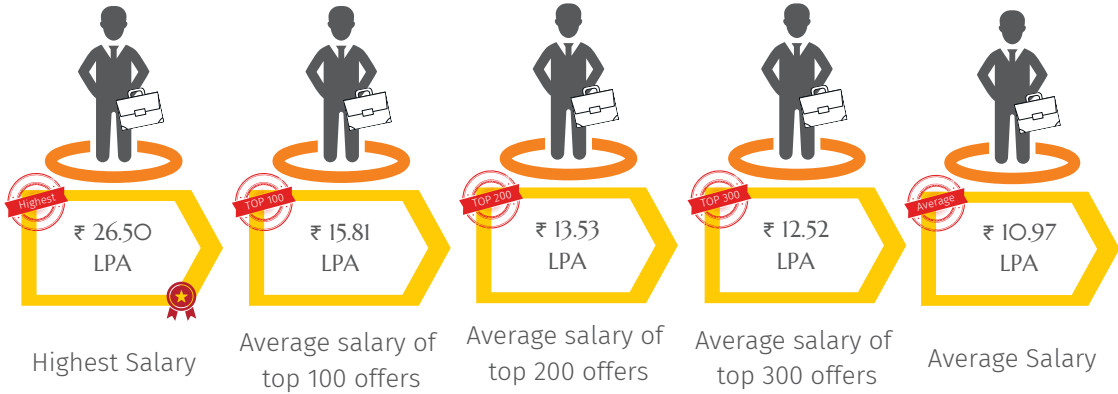 Highest
₹ 26.50
LPA
Highest Salary
TOP 100
₹ 15.81
LPA
Average salary of
top 100 offers
TOP 200
₹ 13.53
LPA
Average salary of
top 200 offers
TOP 300
₹ 12.52
LPA
Average salary of
top 300 offers
Average
₹ 10.97
LPA
Average Salary